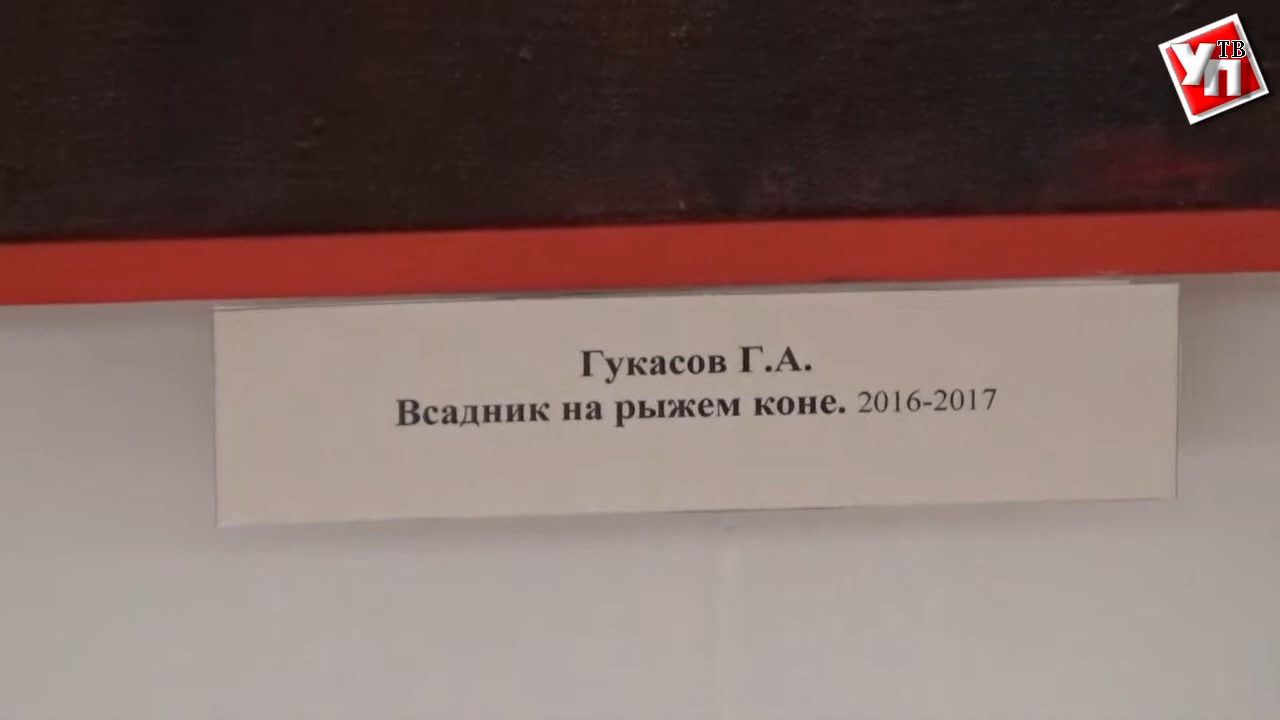 УП ТВ
Гукасов Г.А.
Всадник на рыжем коне. 2016-2017